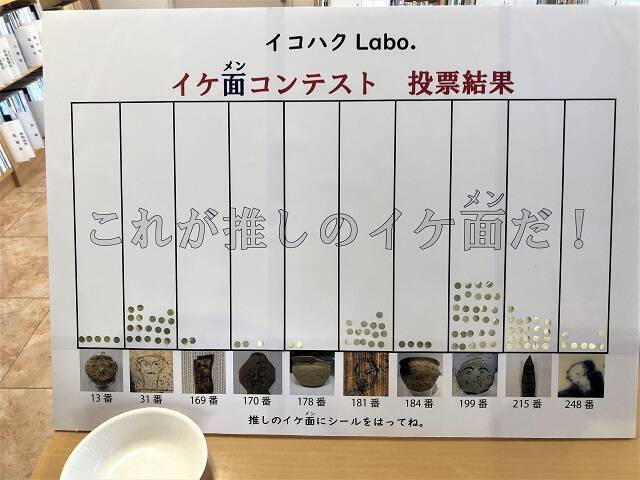 イコハク Labo.
イケ面メンコンテスト 投票結果
これが推しのイケ面メンだ！
13番 31番 169番 170番 178番 181番 184番 199番 215番 248番
推しのイケ面メンにシールをはってね。